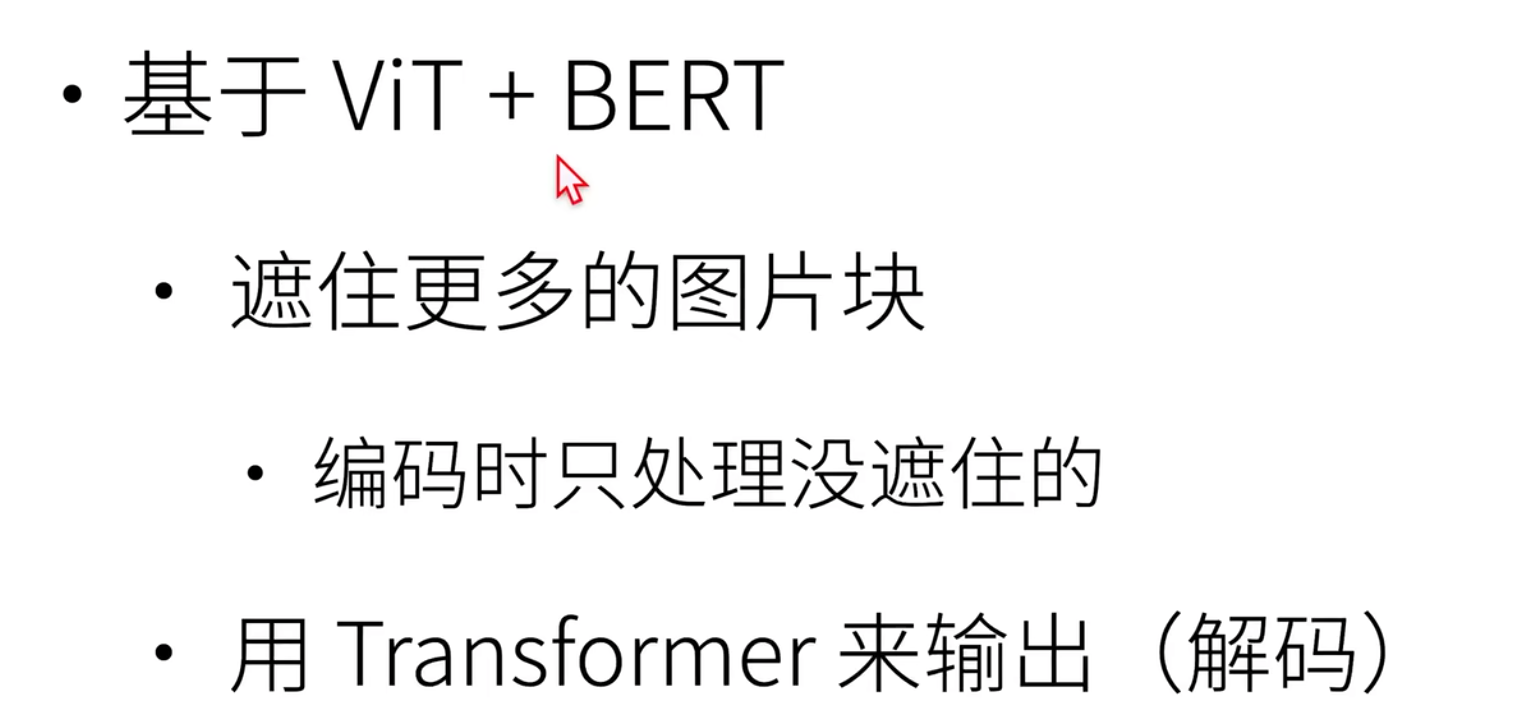 • 基于 ViT + BERT
• 遮住更多的图片块
• 编码时只处理没遮住的
• 用 Transformer 来输出（解码）